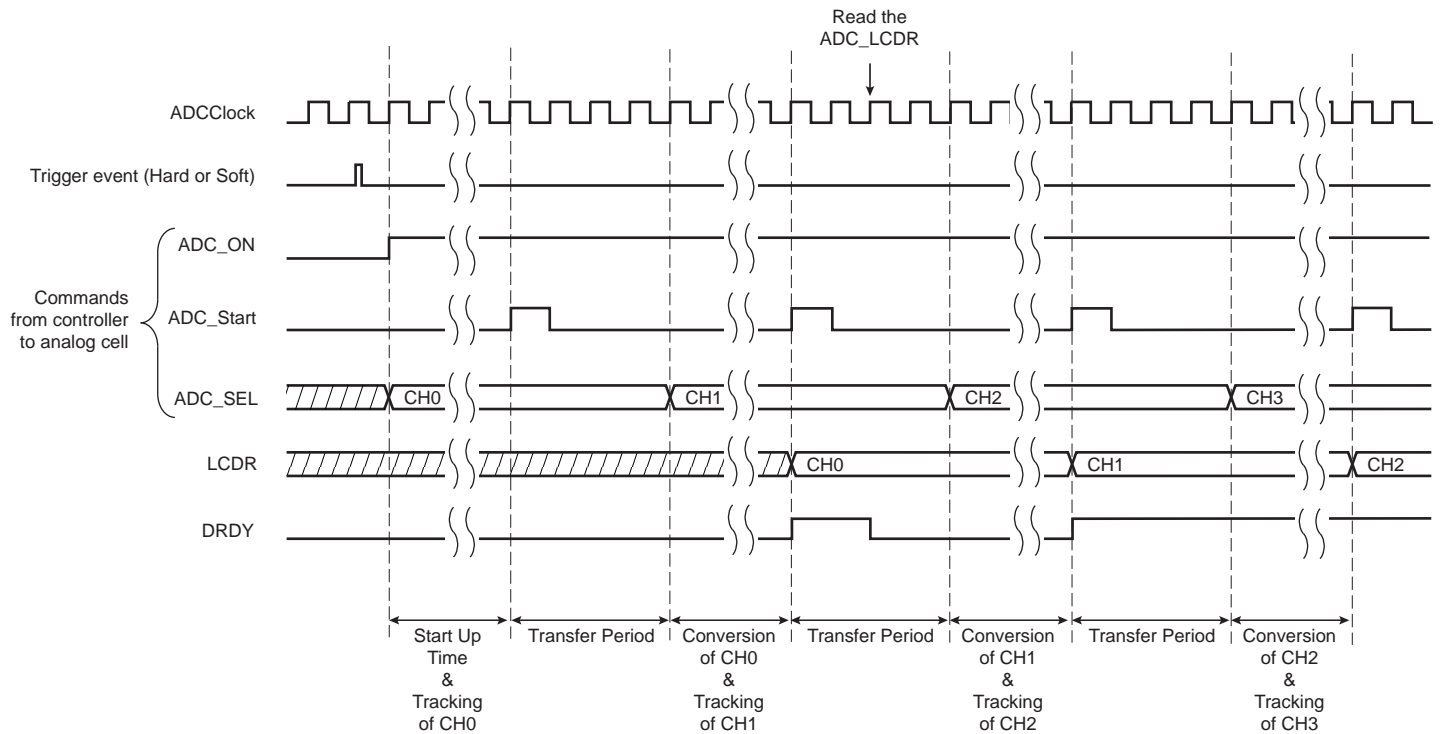 Read the
ADC_LCDR
ADCClock
Trigger event (Hard or Soft)
ADC_ON
Commands
from controller
to analog cell
ADC_Start
ADC_SEL
CH0
CH1
CH2
CH3
LCDR
CH0
CH1
CH2
DRDY
Start Up
Time
&
Tracking
of CH0
Transfer Period
Conversion
of CH0
&
Tracking
of CH1
Transfer Period
Conversion
of CH1
&
Tracking
of CH2
Transfer Period
Conversion
of CH2
&
Tracking
of CH3